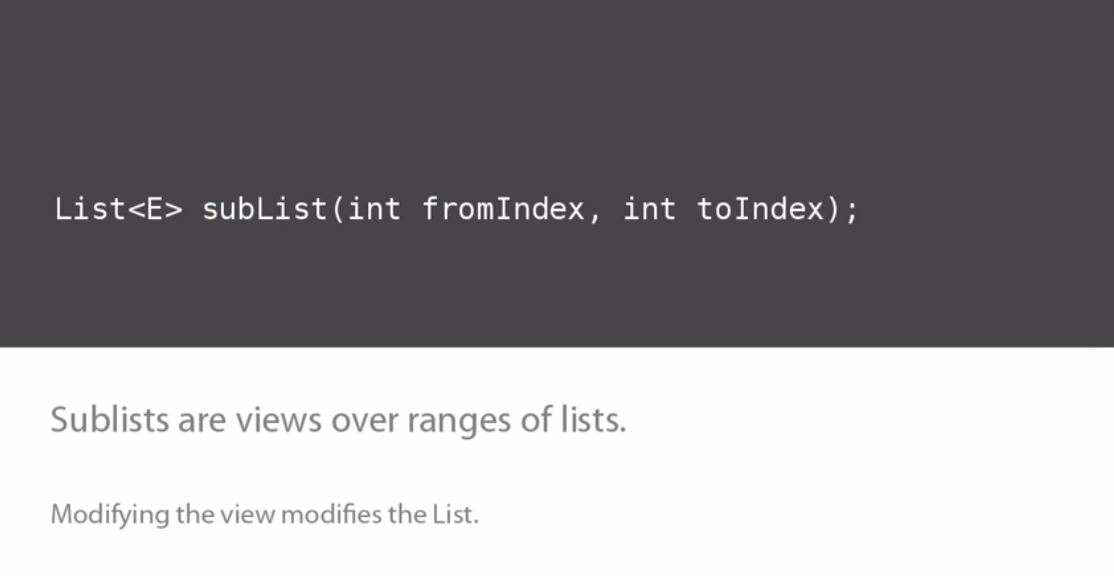 List<E> subList(int fromIndex, int toIndex);
Sublists are views over ranges of lists.
Modifying the view modifies the List.